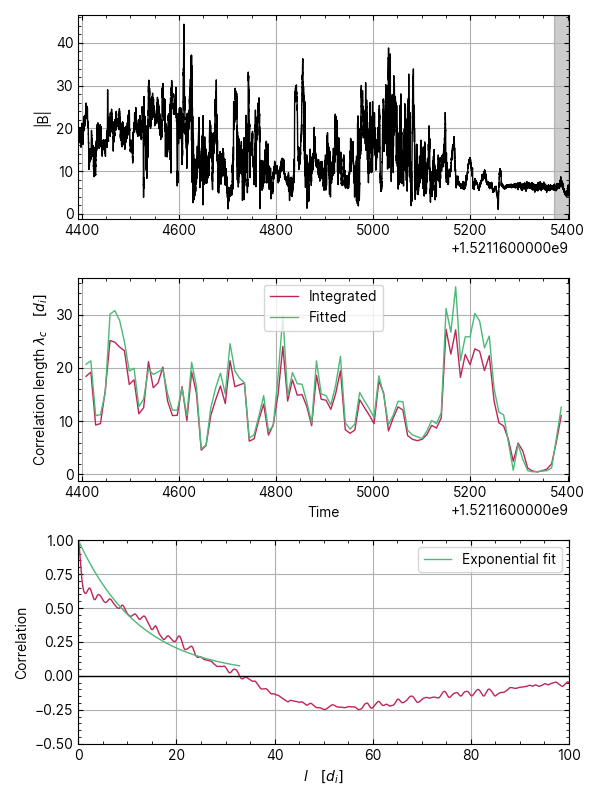 40
30
20
10
0
|B|
4400 4600 4800 5000 5200 5400
+1.5211600000e9
Integrated
Fitted
30
20
10
0
Correlation length λc [di]
4400 4600 4800 5000 5200 5400
Time
+1.5211600000e9
Exponential fit
1.00
0.75
0.50
0.25
0.00
−0.25
−0.50
Correlation
0 20 40 60 80 100
l [di]